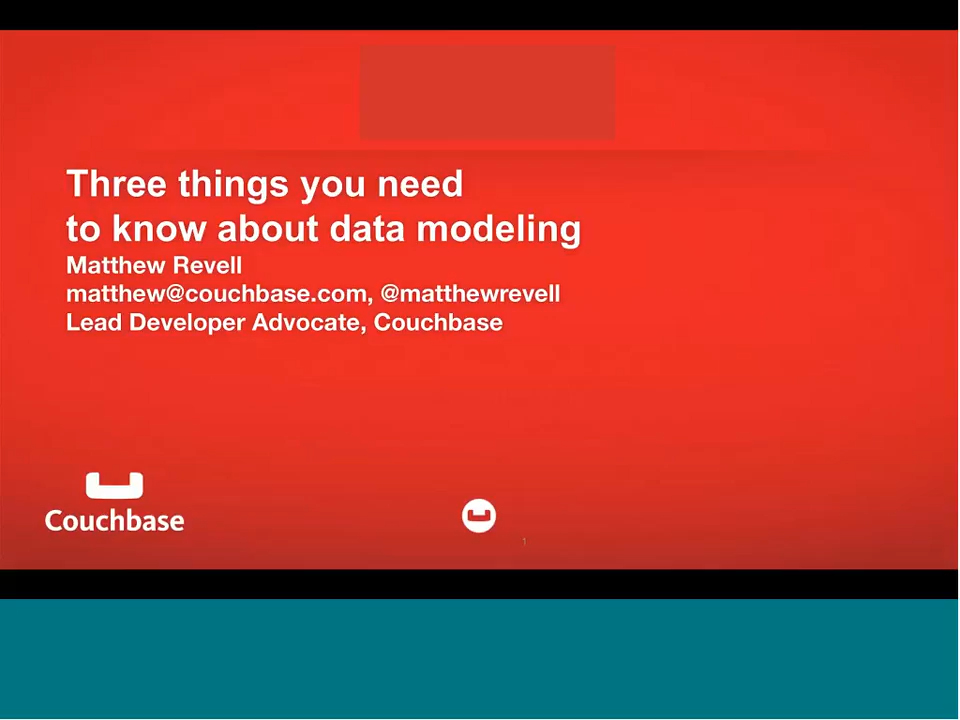 Three things you need
to know about data modeling
Matthew Revell
matthew@couchbase.com, @matthewrevell
Lead Developer Advocate, Couchbase
Couchbase
1